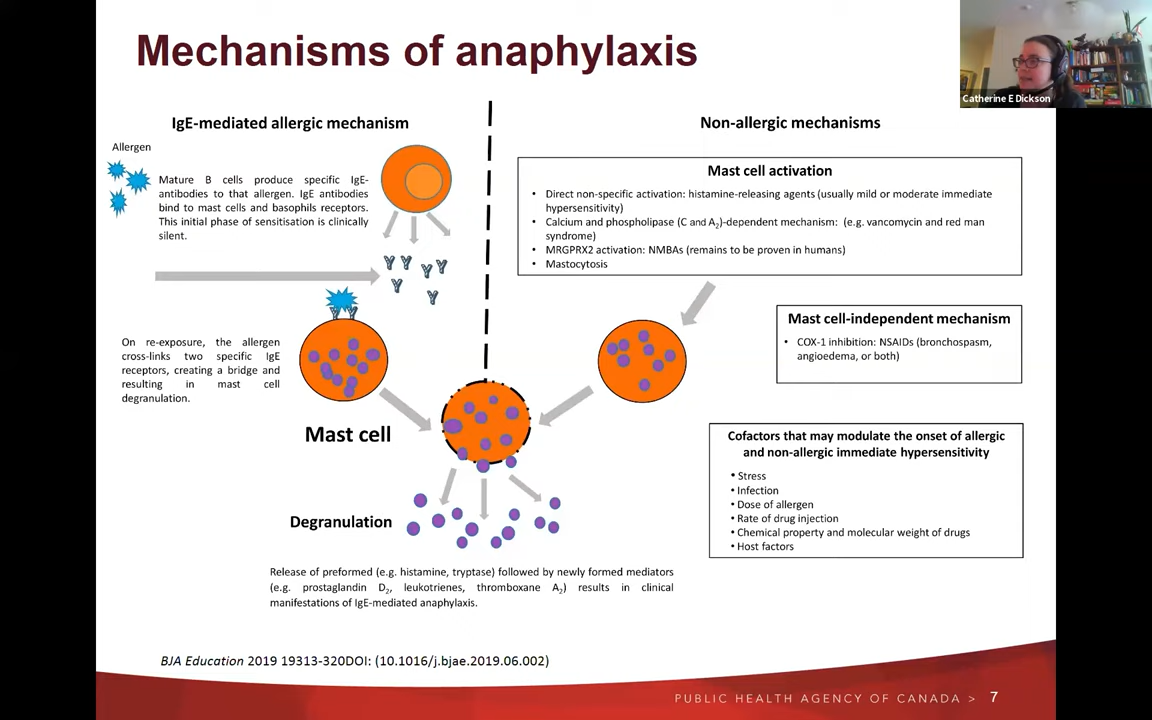 Mechanisms of anaphylaxis
Catherine E Dickson
IgE-mediated allergic mechanism
Allergen
Mature B cells produce specific IgE-
antibodies to that allergen. IgE antibodies
bind to mast cells and basophils receptors.
This initial phase of sensitisation is clinically
silent.
On re-exposure, the allergen
cross-links two specific IgE
receptors, creating a bridge and
resulting in mast cell
degranulation.
Mast cell
Degranulation
Release of preformed (e.g. histamine, tryptase) followed by newly formed mediators
(e.g. prostaglandin D2, leukotrienes, thromboxane A2) results in clinical
manifestations of IgE-mediated anaphylaxis.
Non-allergic mechanisms
Mast cell activation
• Direct non-specific activation: histamine-releasing agents (usually mild or moderate immediate
hypersensitivity)
• Calcium and phospholipase (C and A2)-dependent mechanism: (e.g. vancomycin and red man
syndrome)
• MRGPRX2 activation: NMBAs (remains to be proven in humans)
• Mastocytosis
Mast cell-independent mechanism
• COX-1 inhibition: NSAIDs (bronchospasm,
angioedema, or both)
Cofactors that may modulate the onset of allergic
and non-allergic immediate hypersensitivity
• Stress
• Infection
• Dose of allergen
• Rate of drug injection
• Chemical property and molecular weight of drugs
• Host factors
BJA Education 2019 19313-320DOI: (10.1016/j.bjae.2019.06.002)
PUBLIC HEALTH AGENCY OF CANADA > 7